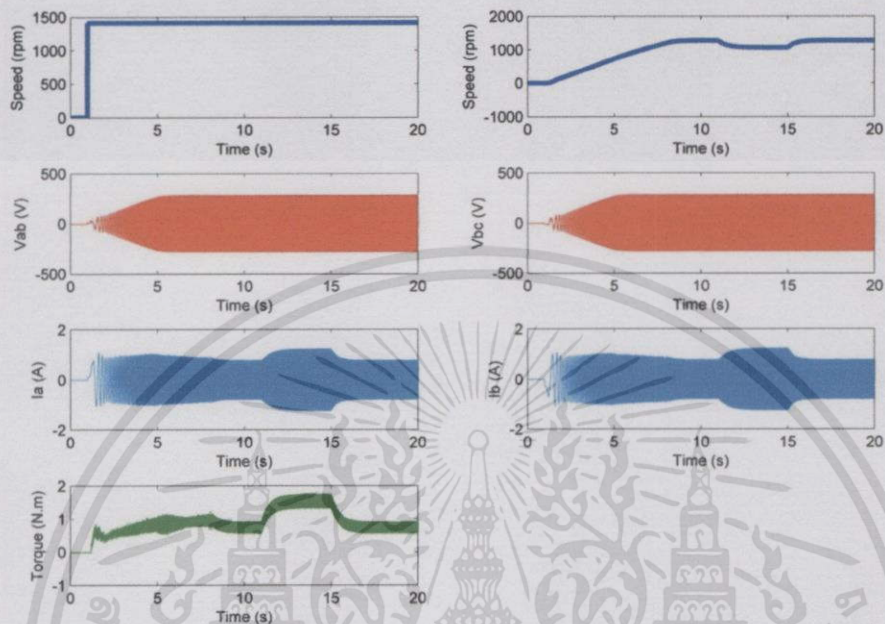 1500
1000
500
0
Speed (rpm)
0 5 10 15 20
Time (s)
2000
1000
0
-1000
Speed (rpm)
0 5 10 15 20
Time (s)
500
0
-500
Vab (V)
0 5 10 15 20
Time (s)
500
0
-500
Vbc (V)
0 5 10 15 20
Time (s)
2
0
-2
Ia (A)
0 5 10 15 20
Time (s)
2
0
-2
Ib (A)
0 5 10 15 20
Time (s)
2
1
0
-1
Torque (N.m)
0 5 10 15 20
Time (s)